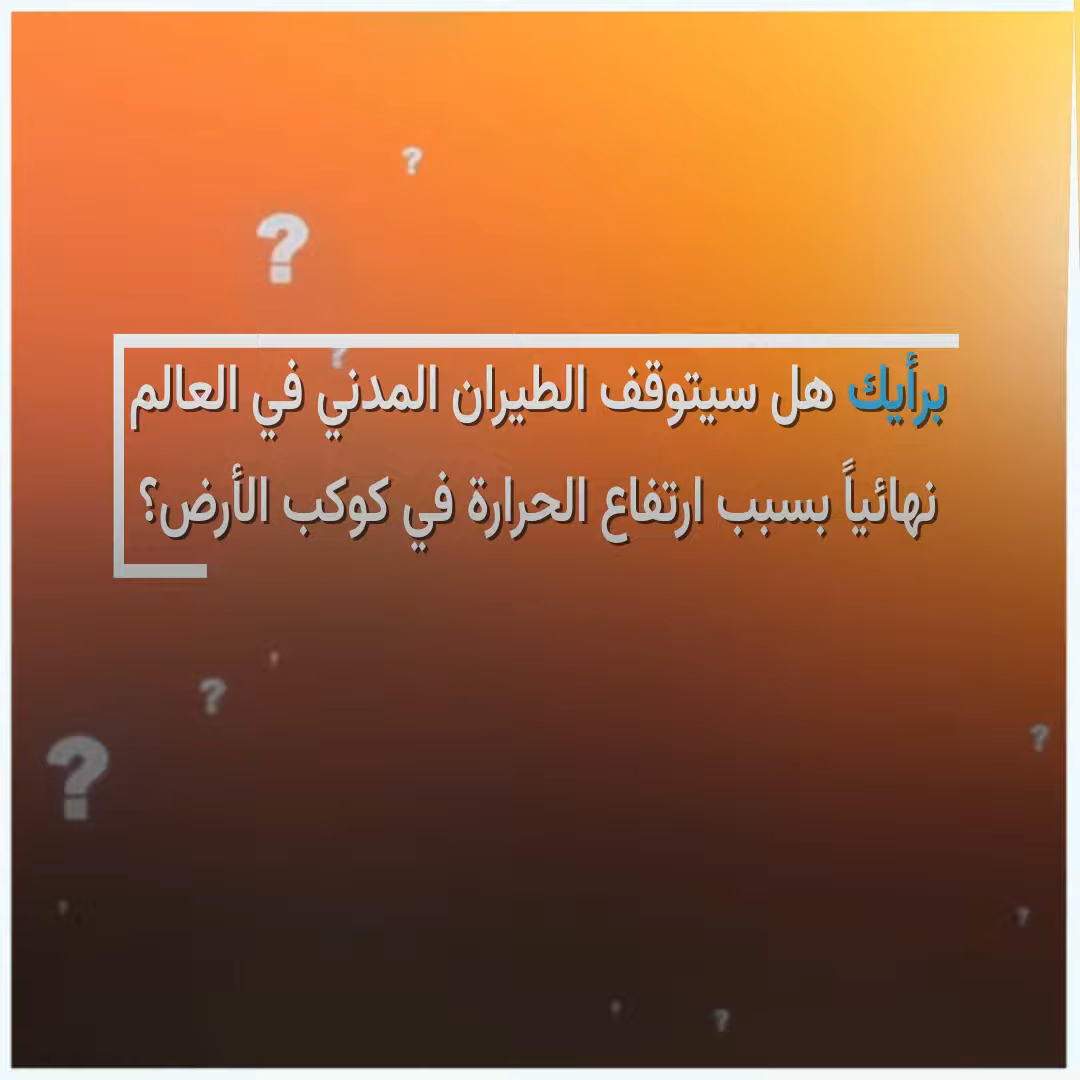 برأيك هل سيتوقف الطيران المدني في العالم
نهائياً بسبب ارتفاع الحرارة في كوكب الأرض؟